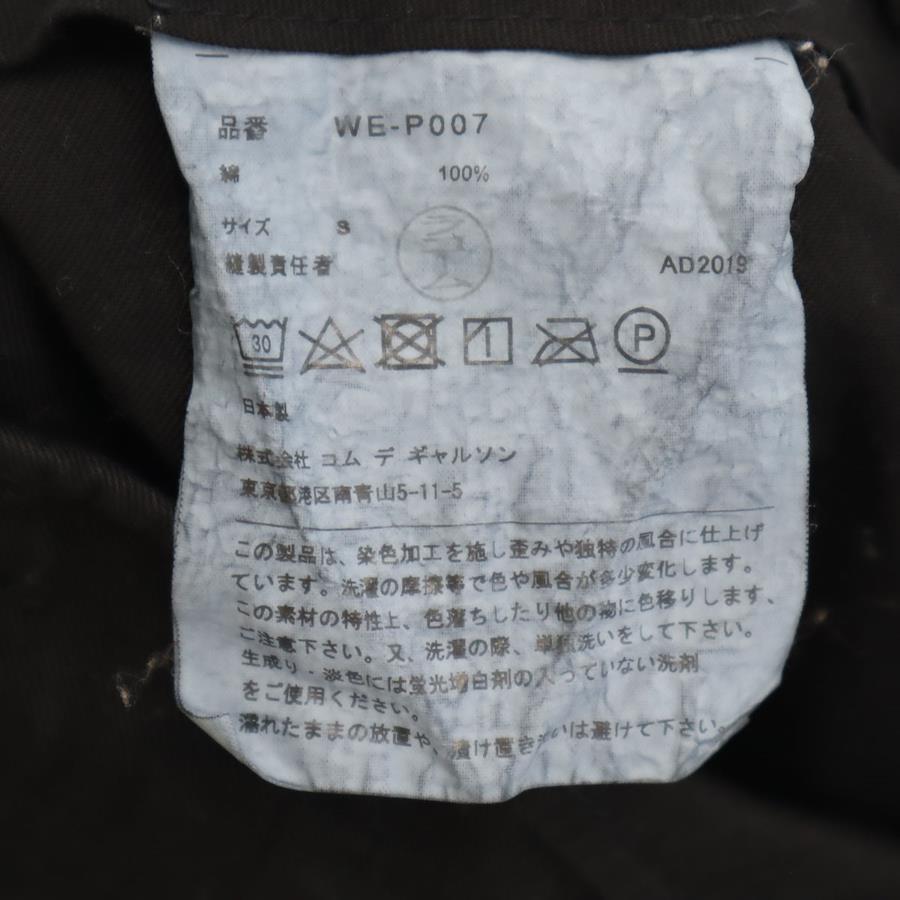 品番 WE-P007
綿 100%
サイズ S
縫製責任者 AD2019
30 P
日本製
株式会社 コム デ ギャルソン
東京都港区南青山5-11-5
この製品は、染色加工を施し歪みや独特の風合に仕上げ
ています。洗濯の摩擦等で色や風合が多少変化します。
この素材の特性上、色落ちしたり他の物に色移りします、
ご注意下さい。又、洗濯の際、単独洗いをして下さい。
生成り・淡色には蛍光増白剤の入っていない洗剤
をご使用ください。
濡れたままの放置や、漬け置き洗いは避けて下さい。